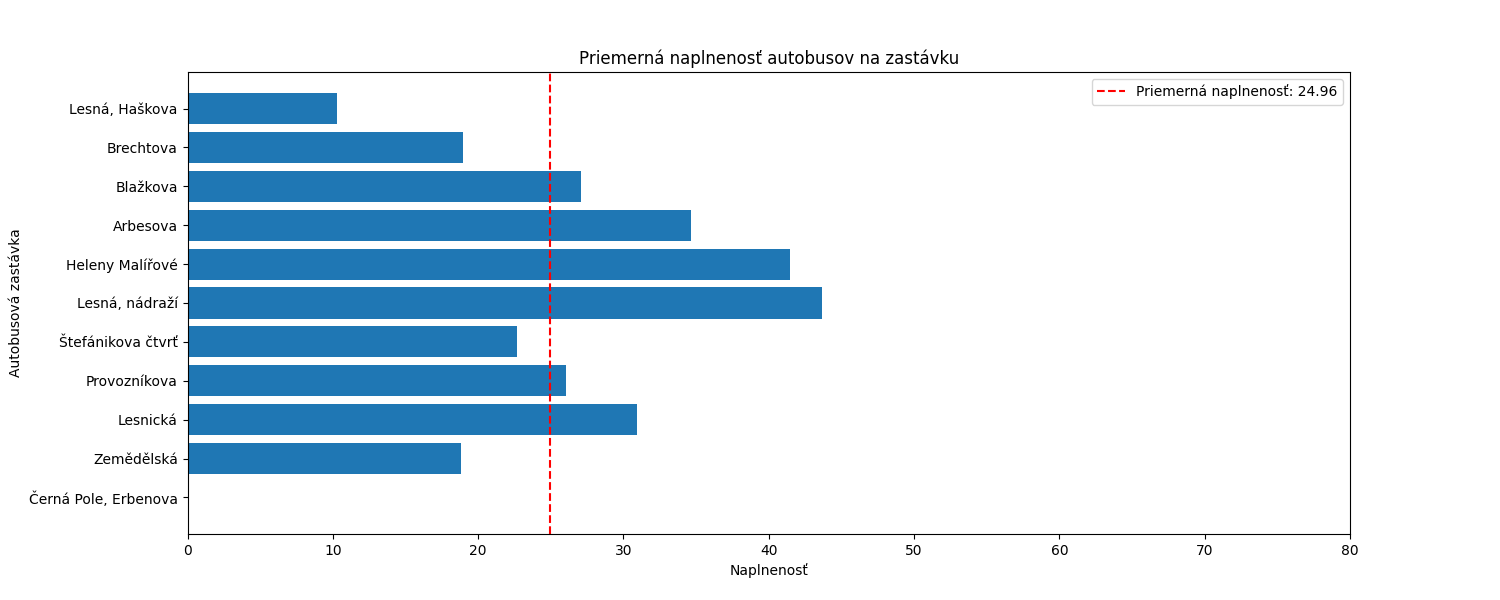 Priemerná naplnenosť autobusov na zastávku
Priemerná naplnenosť: 24.96
Autobusová zastávka
Lesná, Haškova
Brechtova
Blažkova
Arbesova
Heleny Malířové
Lesná, nádraží
Štefánikova čtvrť
Provozníkova
Lesnická
Zemědělská
Černá Pole, Erbenova
0 10 20 30 40 50 60 70 80
Naplnenosť